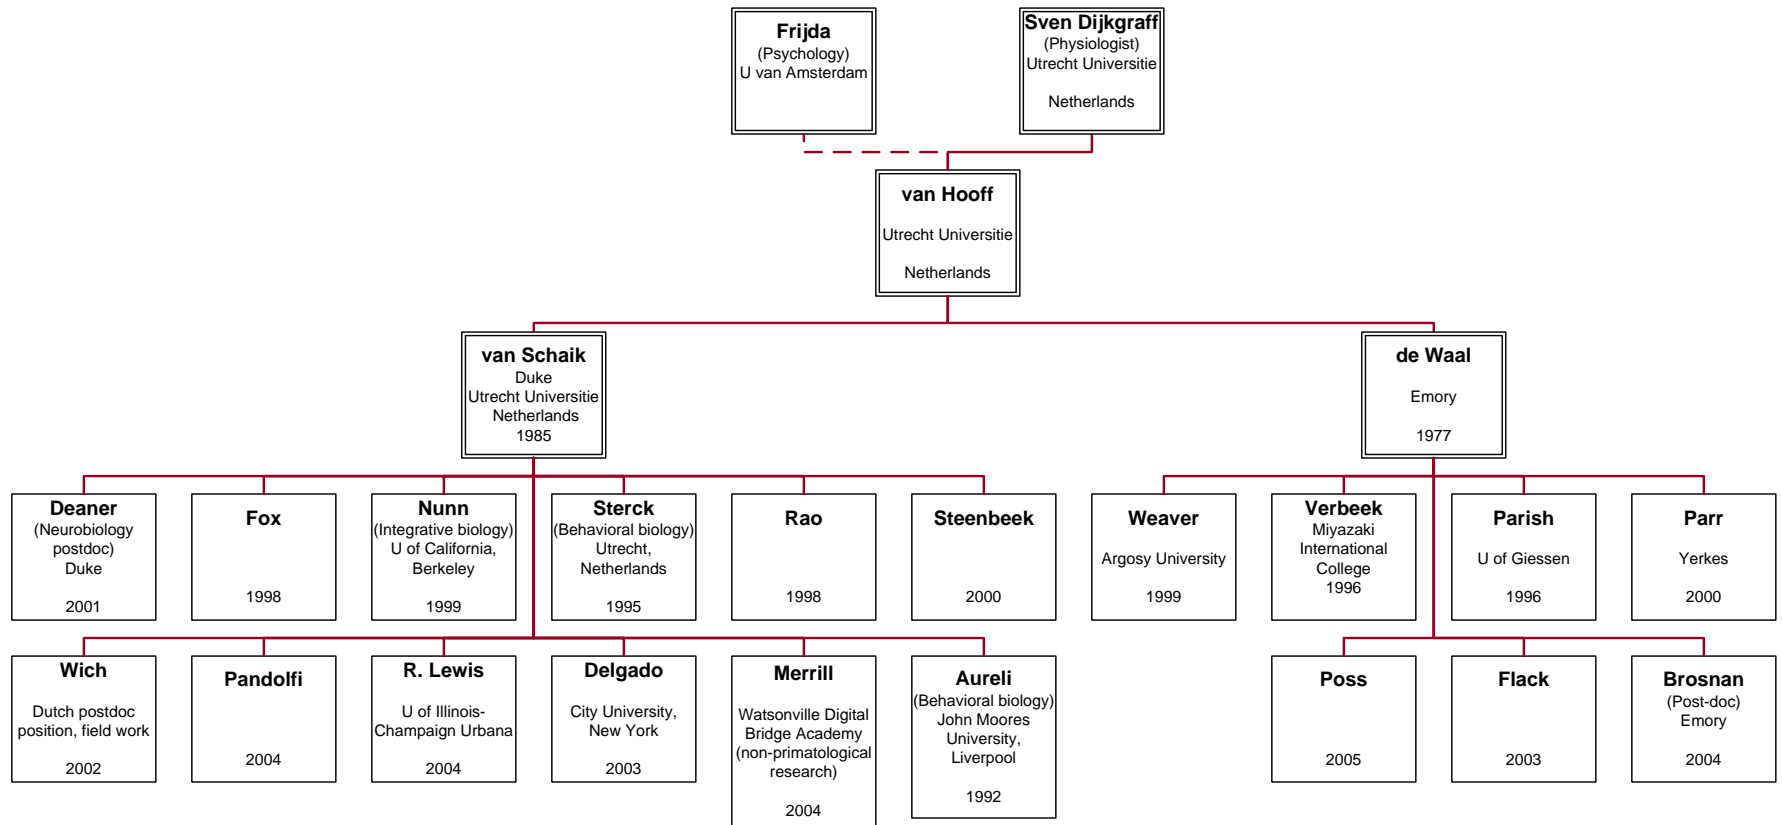 Frijda
(Psychology)
U van Amsterdam
Sven Dijkgraff
(Physiologist)
Utrecht Universitie
Netherlands
van Hooff
Utrecht Universitie
Netherlands
van Schaik
Duke
Utrecht Universitie
Netherlands
1985
de Waal
Emory
1977
Deaner
(Neurobiology
postdoc)
Duke
2001
Fox
1998
Nunn
(Integrative biology)
U of California,
Berkeley
1999
Sterck
(Behavioral biology)
Utrecht,
Netherlands
1995
Rao
1998
Steenbeek
2000
Weaver
Argosy University
1999
Verbeek
Miyazaki
International
College
1996
Parish
U of Giessen
1996
Parr
Yerkes
2000
Wich
Dutch postdoc
position, field work
2002
Pandolfi
2004
R. Lewis
U of Illinois-
Champaign Urbana
2004
Delgado
City University,
New York
2003
Merrill
Watsonville Digital
Bridge Academy
(non-primatological
research)
2004
Aureli
(Behavioral biology)
John Moores
University,
Liverpool
1992
Poss
2005
Flack
2003
Brosnan
(Post-doc)
Emory
2004